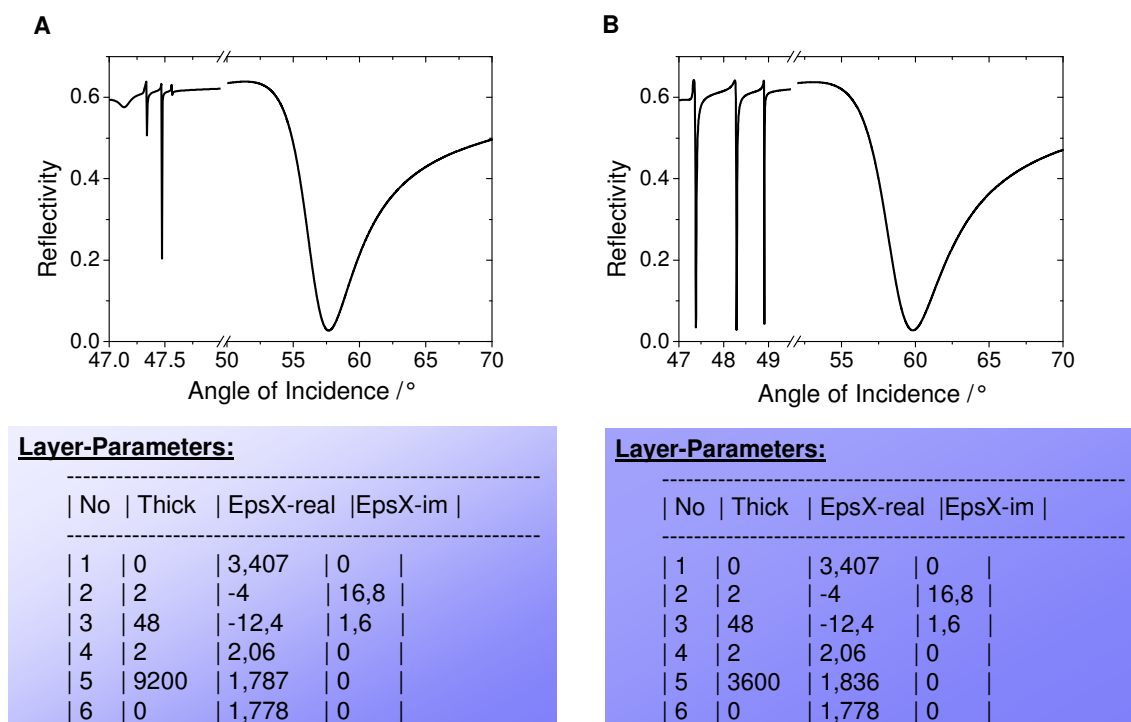 A
Reflectivity
0.6
0.4
0.2
0.0
47.0 47.5 50 55 60 65 70
Angle of Incidence /°
B
Reflectivity
0.6
0.4
0.2
0.0
47 48 49 55 60 65 70
Angle of Incidence /°
Layer-Parameters:
------------------------------------------------------------
| No | Thick | EpsX-real |EpsX-im |
------------------------------------------------------------
| 1 | 0 | 3,407 | 0 |
| 2 | 2 | -4 | 16,8 |
| 3 | 48 | -12,4 | 1,6 |
| 4 | 2 | 2,06 | 0 |
| 5 | 9200 | 1,787 | 0 |
| 6 | 0 | 1,778 | 0 |
Layer-Parameters:
------------------------------------------------------------
| No | Thick | EpsX-real |EpsX-im |
------------------------------------------------------------
| 1 | 0 | 3,407 | 0 |
| 2 | 2 | -4 | 16,8 |
| 3 | 48 | -12,4 | 1,6 |
| 4 | 2 | 2,06 | 0 |
| 5 | 3600 | 1,836 | 0 |
| 6 | 0 | 1,778 | 0 |